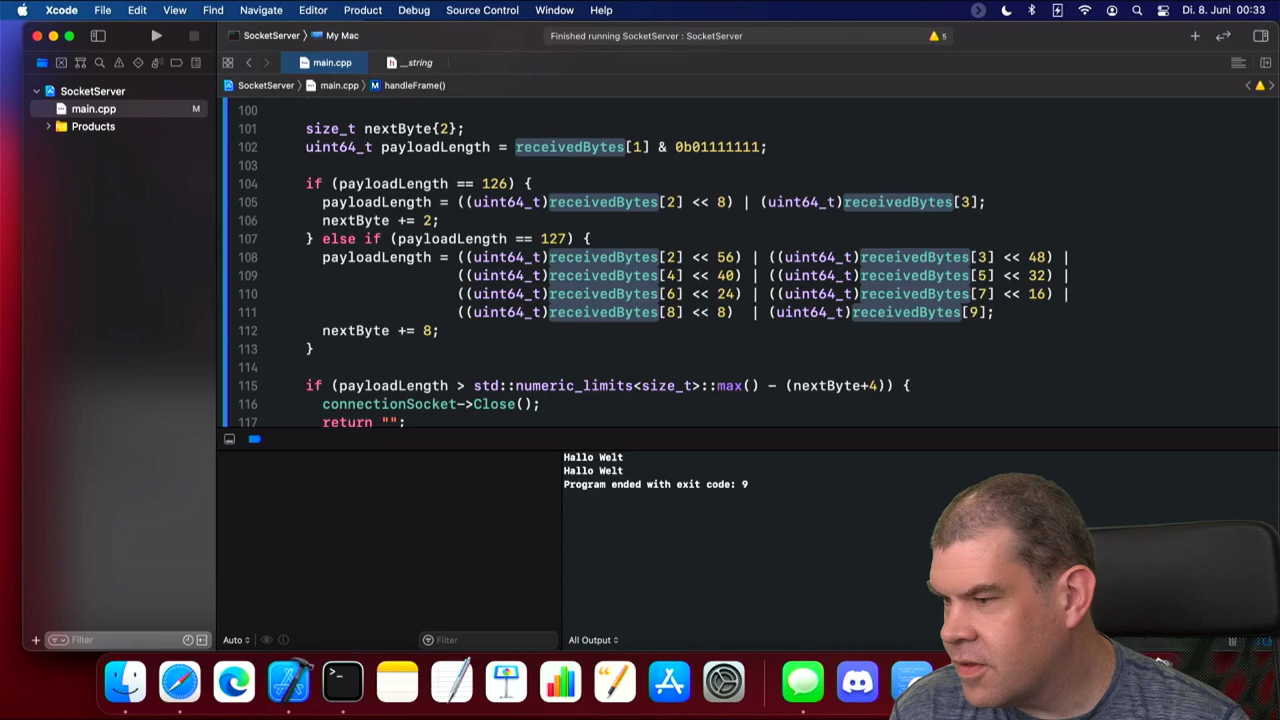 Xcode File Edit View Find Navigate Editor Product Debug Source Control Window Help Di. 8. Juni 00:33
SocketServer My Mac Finished running SocketServer : SocketServer 5
main.cpp h __string
SocketServer main.cpp M handleFrame()
SocketServer
main.cpp M
Products
100
101 size_t nextByte{2};
102 uint64_t payloadLength = receivedBytes[1] & 0b01111111;
103
104 if (payloadLength == 126) {
105 payloadLength = ((uint64_t)receivedBytes[2] << 8) | (uint64_t)receivedBytes[3];
106 nextByte += 2;
107 } else if (payloadLength == 127) {
108 payloadLength = ((uint64_t)receivedBytes[2] << 56) | ((uint64_t)receivedBytes[3] << 48) |
109 ((uint64_t)receivedBytes[4] << 40) | ((uint64_t)receivedBytes[5] << 32) |
110 ((uint64_t)receivedBytes[6] << 24) | ((uint64_t)receivedBytes[7] << 16) |
111 ((uint64_t)receivedBytes[8] << 8) | (uint64_t)receivedBytes[9];
112 nextByte += 8;
113 }
114
115 if (payloadLength > std::numeric_limits<size_t>::max() - (nextByte+4)) {
116 connectionSocket->Close();
117 return "";
Hallo Welt
Hallo Welt
Program ended with exit code: 9
Filter Auto Filter All Output